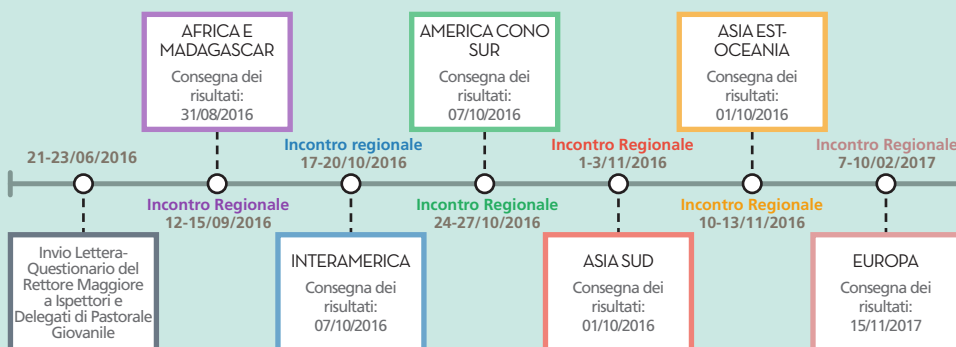 AFRICA E
MADAGASCAR
Consegna dei
risultati:
31/08/2016
AMERICA CONO
SUR
Consegna dei
risultati:
07/10/2016
ASIA EST-
OCEANIA
Consegna dei
risultati:
01/10/2016
21-23/06/2016
Incontro regionale
17-20/10/2016
Incontro Regionale
1-3/11/2016
Incontro Regionale
7-10/02/2017
Incontro Regionale
12-15/09/2016
Incontro Regionale
24-27/10/2016
Incontro Regionale
10-13/11/2016
Invio Lettera-
Questionario del
Rettore Maggiore
a Ispettori e
Delegati di Pastorale
Giovanile
INTERAMERICA
Consegna dei
risultati:
07/10/2016
ASIA SUD
Consegna dei
risultati:
01/10/2016
EUROPA
Consegna dei
risultati:
15/11/2017